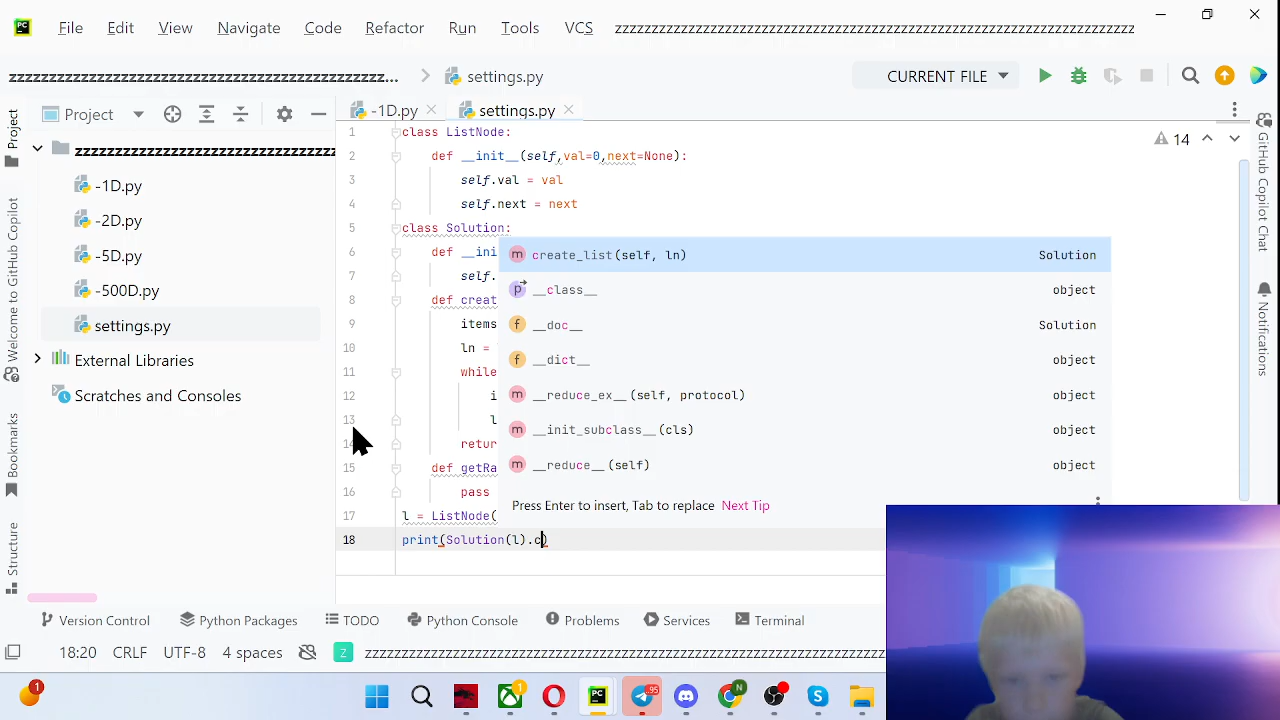 PC File Edit View Navigate Code Refactor Run Tools VCS
settings.py CURRENT FILE
Project -1D.py settings.py
1 class ListNode: 14
2 def __init__(self,val=0,next=None):
-1D.py 3 self.val = val
4 self.next = next
-2D.py 5 class Solution:
-5D.py 6 def __ini create_list(self, ln) Solution
7 self.
-500D.py 8 def creat __class__ object
settings.py 9 items __doc__ Solution
10 ln =
External Libraries 11 while __dict__ object
Scratches and Consoles 12 i __reduce_ex__(self, protocol) object
13 l
14 retur __init_subclass__(cls) object
15 def getRa __reduce__(self) object
16 pass
Press Enter to insert, Tab to replace Next Tip
17 l = ListNode(
18 print(Solution(l).c)
Version Control Python Packages TODO Python Console Problems Services Terminal
18:20 CRLF UTF-8 4 spaces Z
Project
Welcome to GitHub Copilot
Bookmarks
Structure
GitHub Copilot Chat
Notifications
1 1 PC 95 N S